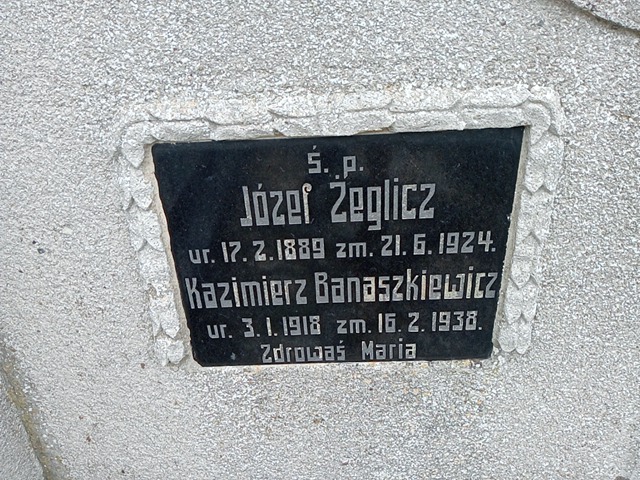 Ś. p.
Józef Żeglicz
ur. 17. 2. 1889 zm. 21. 6. 1924.
Kazimierz Banaszkiewicz
ur. 3. 1. 1918 zm. 16. 2. 1938.
Zdrowaś Maria